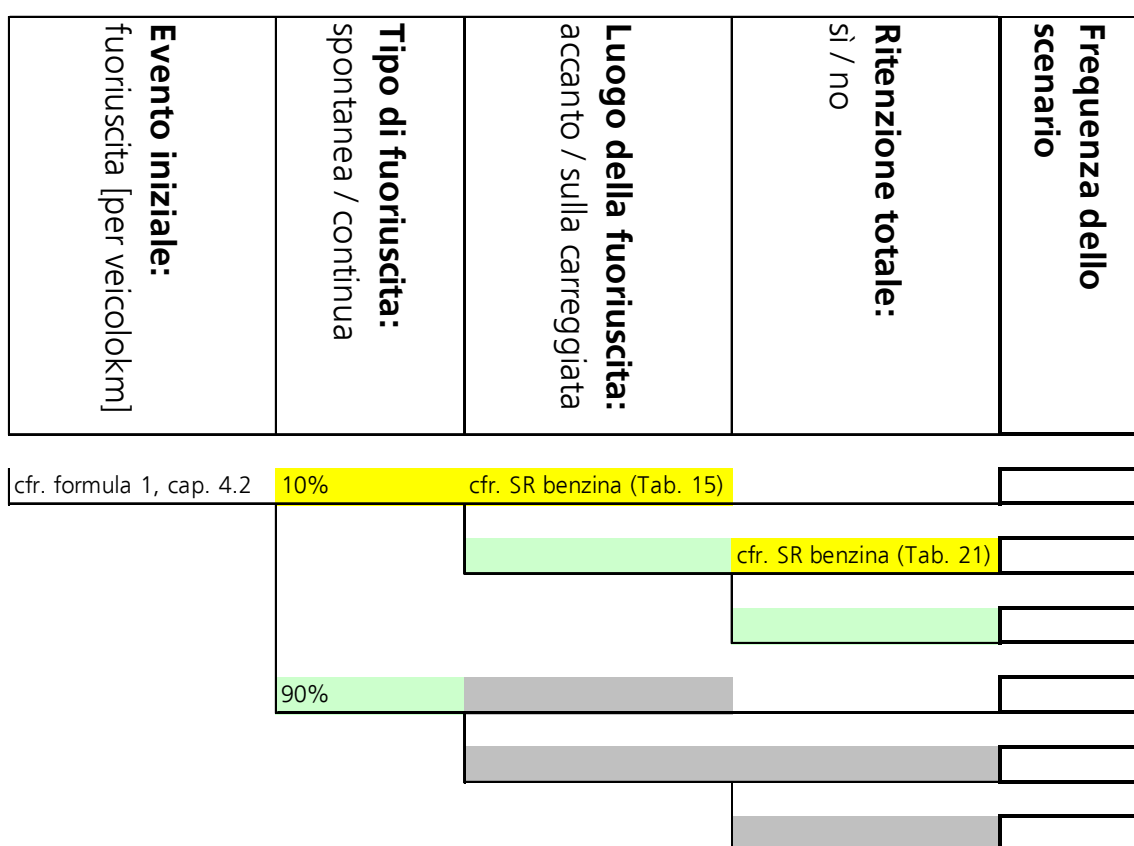 Evento iniziale:
fuoriuscita [per veicolokm]
Tipo di fuoriuscita:
spontanea / continua
Luogo della fuoriuscita:
accanto / sulla carreggiata
Ritenzione totale:
sì / no
Frequenza dello
scenario
cfr. formula 1, cap. 4.2
10%
cfr. SR benzina (Tab. 15)
cfr. SR benzina (Tab. 21)
90%